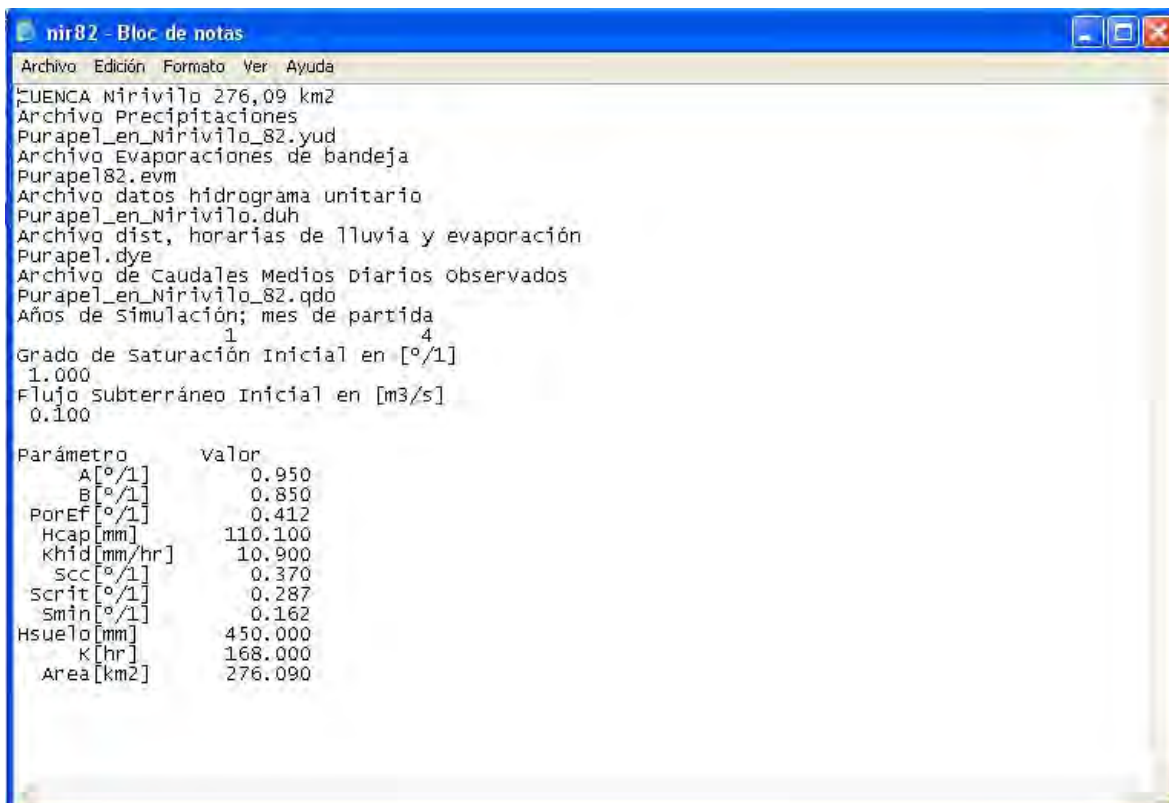 nir82 - Bloc de notas
Archivo Edición Formato Ver Ayuda
CUENCA Nirivilo 276,09 km2
Archivo Precipitaciones
Purapel_en_Nirivilo_82.yud
Archivo Evaporaciones de bandeja
Purapel82.evm
Archivo datos hidrograma unitario
Purapel_en_Nirivilo.duh
Archivo dist, horarias de lluvia y evaporación
Purapel.dye
Archivo de Caudales Medios Diarios Observados
Purapel_en_Nirivilo_82.qdo
Años de Simulación; mes de partida
1 4
Grado de Saturación Inicial en [º/1]
1.000
Flujo Subterráneo Inicial en [m3/s]
0.100
Parámetro Valor
A[º/1] 0.950
B[º/1] 0.850
PorEf[º/1] 0.412
Hcap[mm] 110.100
Khid[mm/hr] 10.900
Scc[º/1] 0.370
Scrit[º/1] 0.287
Smin[º/1] 0.162
Hsuelo[mm] 450.000
K[hr] 168.000
Area[km2] 276.090